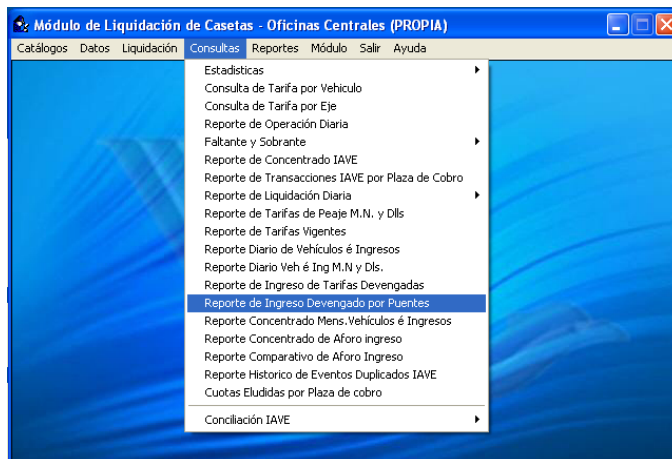 Módulo de Liquidación de Casetas - Oficinas Centrales (PROPIA)
Catálogos Datos Liquidación Consultas Reportes Módulo Salir Ayuda
Estadisticas
Consulta de Tarifa por Vehiculo
Consulta de Tarifa por Eje
Reporte de Operación Diaria
Faltante y Sobrante
Reporte de Concentrado IAVE
Reporte de Transacciones IAVE por Plaza de Cobro
Reporte de Liquidación Diaria
Reporte de Tarifas de Peaje M.N. y Dlls
Reporte de Tarifas Vigentes
Reporte Diario de Vehículos é Ingresos
Reporte Diario Veh é Ing M.N y Dls.
Reporte de Ingreso de Tarifas Devengadas
Reporte de Ingreso Devengado por Puentes
Reporte Concentrado Mens.Vehículos é Ingresos
Reporte Concentrado de Aforo ingreso
Reporte Comparativo de Aforo Ingreso
Reporte Historico de Eventos Duplicados IAVE
Cuotas Eludidas por Plaza de cobro
Conciliación IAVE